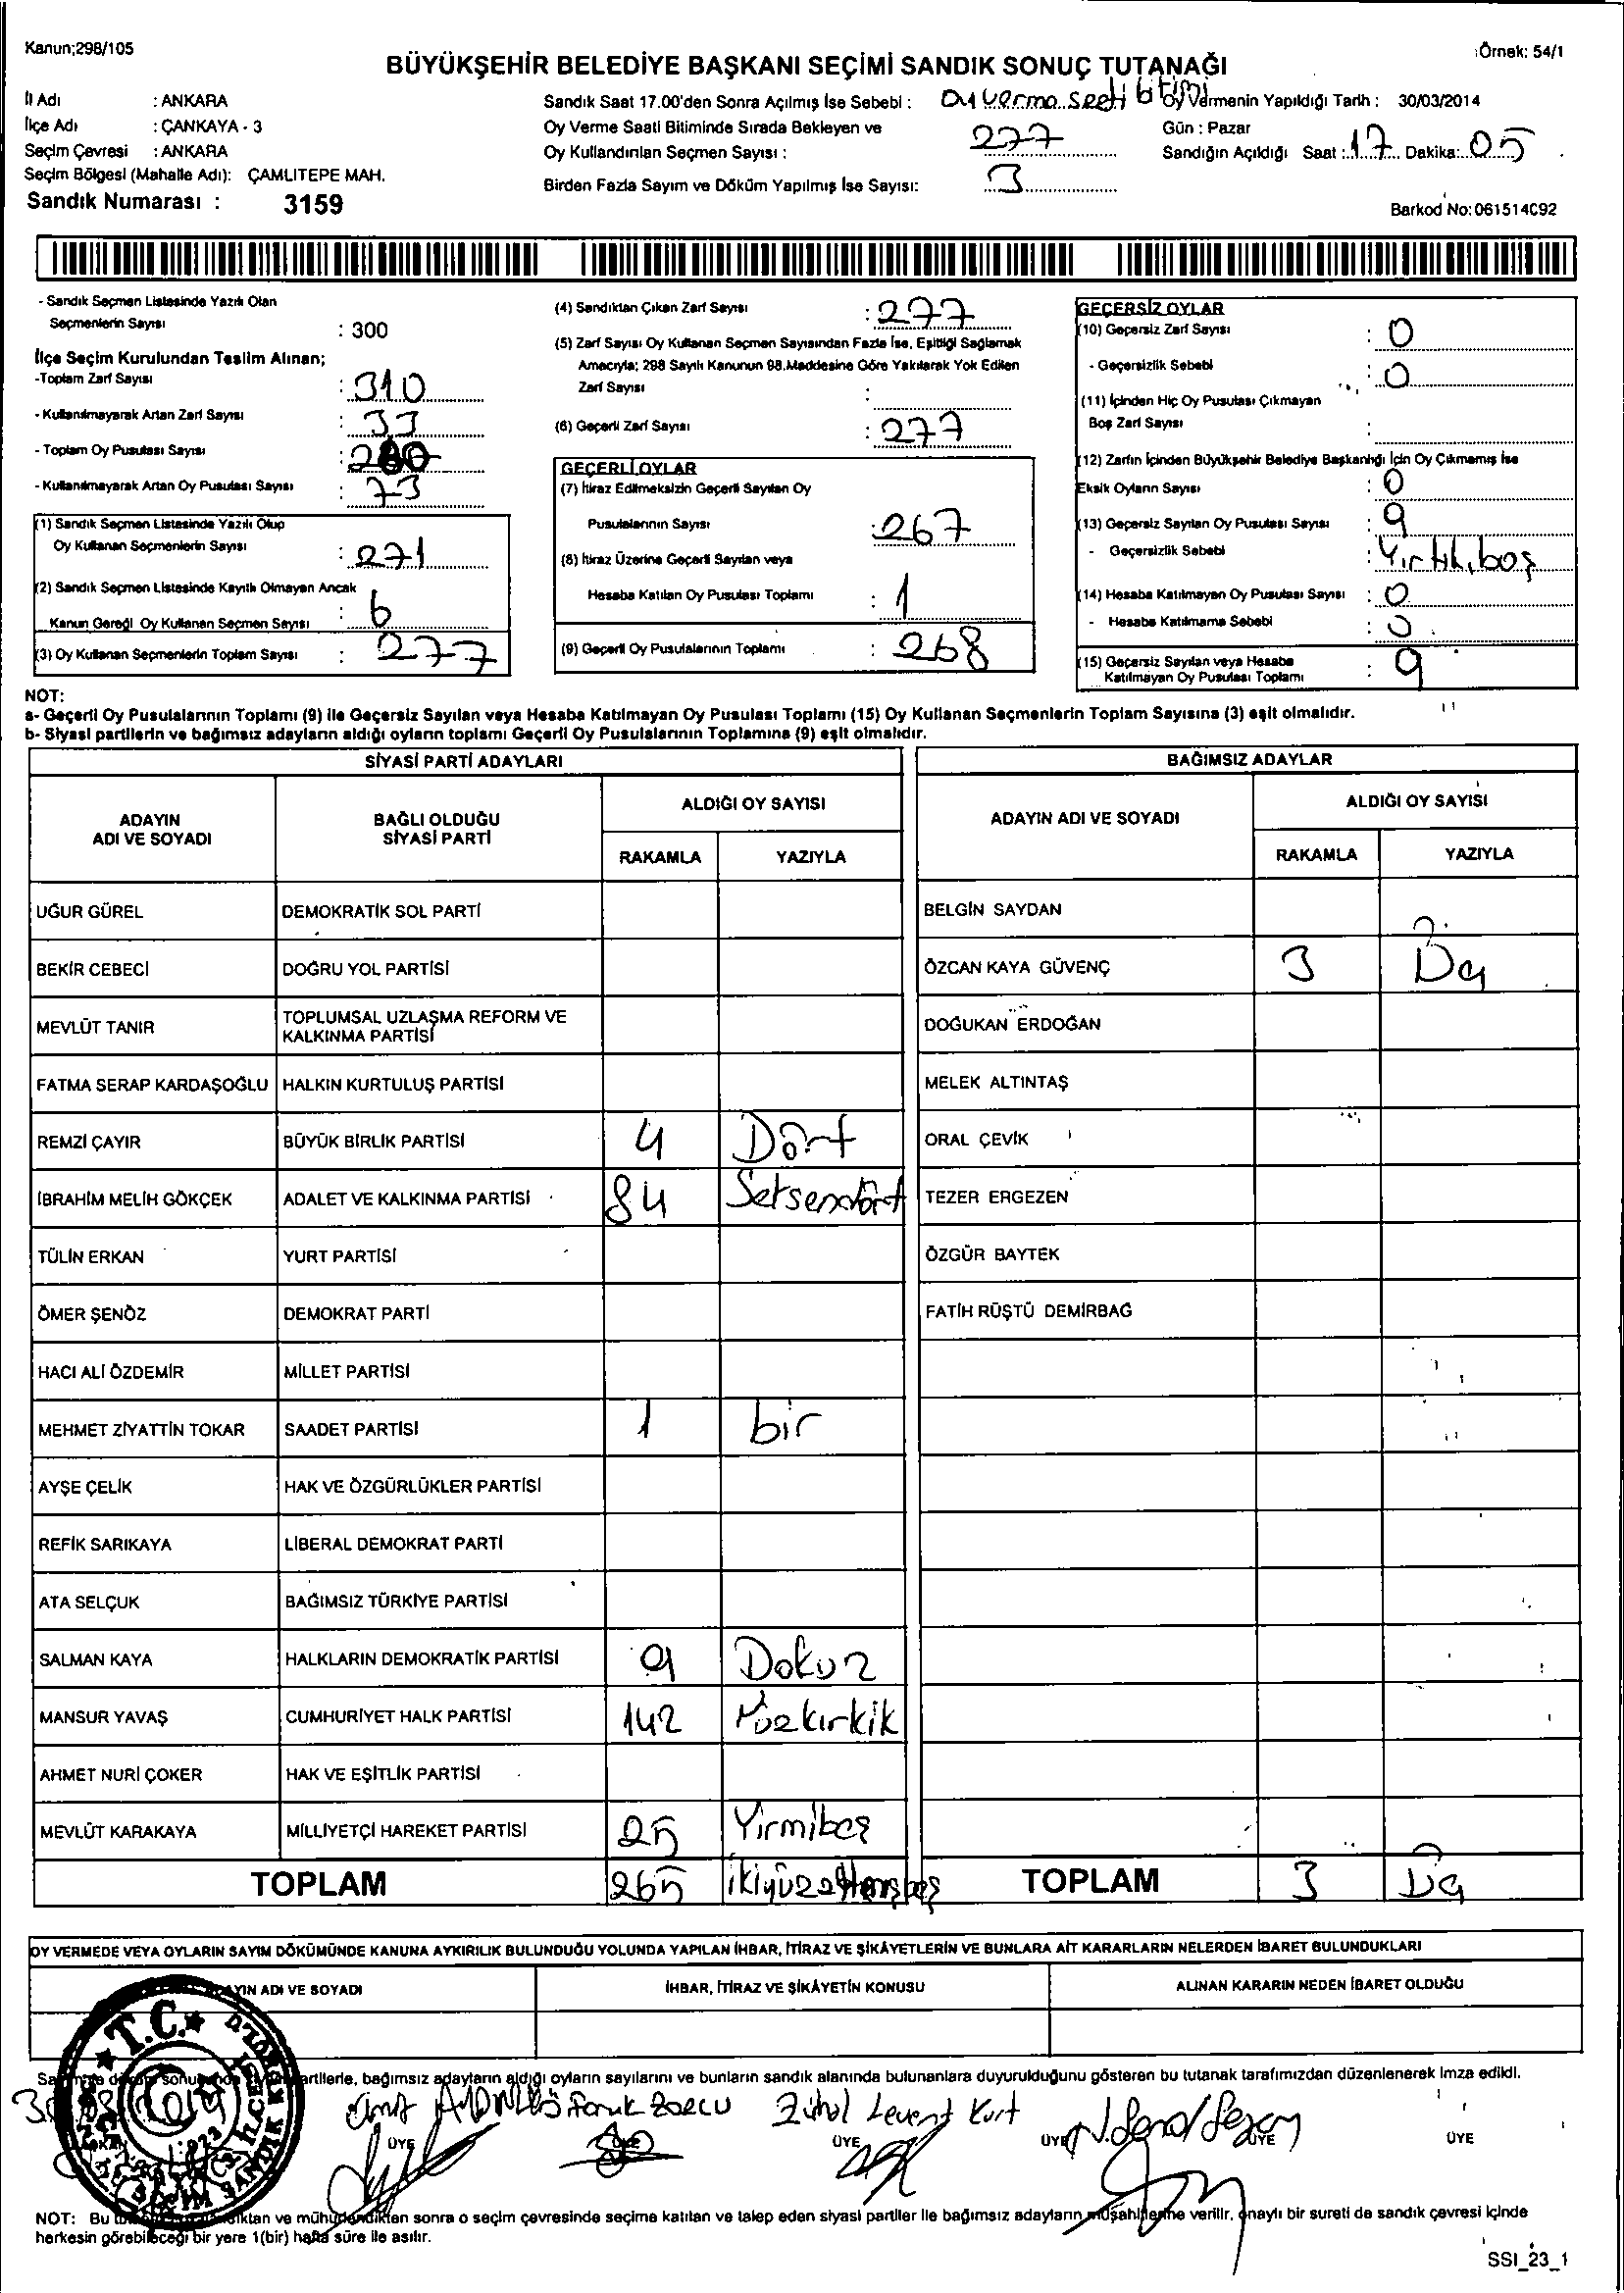 Kanun;298/105
Örnek: 54/1
BÜYÜKŞEHİR BELEDİYE BAŞKANI SEÇİMİ SANDIK SONUÇ TUTANAĞI
İl Adı : ANKARA
İlçe Adı : ÇANKAYA - 3
Seçim Çevresi : ANKARA
Seçim Bölgesi (Mahalle Adı): ÇAMLITEPE MAH.
Sandık Numarası : 3159
Sandık Saat 17.00'den Sonra Açılmış İse Sebebi : Oy verme saati bitimi
Oy Verme Saati Bitiminde Sırada Bekleyen ve
Oy Kullandırılan Seçmen Sayısı : 277
Birden Fazla Sayım ve Döküm Yapılmış İse Sayısı: 3
Oy Vermenin Yapıldığı Tarih : 30/03/2014
Gün : Pazar
Sandığın Açıldığı Saat : 17 Dakika: 05
Barkod No: 061514092
- Sandık Seçmen Listesinde Yazılı Olan
Seçmenlerin Sayısı : 300
İlçe Seçim Kurulundan Teslim Alınan;
-Toplam Zarf Sayısı : 310
- Kullanılmayarak Artan Zarf Sayısı : 33
- Toplam Oy Pusulası Sayısı :
- Kullanılmayarak Artan Oy Pusulası Sayısı : 73
(1) Sandık Seçmen Listesinde Yazılı Olup
Oy Kullanan Seçmenlerin Sayısı : 271
(2) Sandık Seçmen Listesinde Kayıtlı Olmayan Ancak
Kanun Gereği Oy Kullanan Seçmen Sayısı : 6
(3) Oy Kullanan Seçmenlerin Toplam Sayısı : 277
(4) Sandıktan Çıkan Zarf Sayısı : 277
(5) Zarf Sayısı Oy Kullanan Seçmen Sayısından Fazla İse, Eşitliği Sağlamak
Amacıyla; 298 Sayılı Kanunun 98.Maddesine Göre Yakılarak Yok Edilen
Zarf Sayısı :
(6) Geçerli Zarf Sayısı : 277
GEÇERLİ OYLAR
(7) İtiraz Edilmeksizin Geçerli Sayılan Oy
Pusulalarının Sayısı : 267
(8) İtiraz Üzerine Geçerli Sayılan veya
Hesaba Katılan Oy Pusulası Toplamı : 1
(9) Geçerli Oy Pusulalarının Toplamı : 268
GEÇERSİZ OYLAR
(10) Geçersiz Zarf Sayısı : 0
- Geçersizlik Sebebi : 0
(11) İçinden Hiç Oy Pusulası Çıkmayan
Boş Zarf Sayısı :
(12) Zarfın İçinden Büyükşehir Belediye Başkanlığı İçin Oy Çıkmamış İse
Eksik Oyların Sayısı : 0
(13) Geçersiz Sayılan Oy Pusulası Sayısı : 9
- Geçersizlik Sebebi : Yırtık, boş
(14) Hesaba Katılmayan Oy Pusulası Sayısı : 0
- Hesaba Katılmama Sebebi : 0
(15) Geçersiz Sayılan veya Hesaba
Katılmayan Oy Pusulası Toplamı : 9
NOT:
a- Geçerli Oy Pusulalarının Toplamı (9) ile Geçersiz Sayılan veya Hesaba Katılmayan Oy Pusulası Toplamı (15) Oy Kullanan Seçmenlerin Toplam Sayısına (3) eşit olmalıdır.
b- Siyasi partilerin ve bağımsız adayların aldığı oyların toplamı Geçerli Oy Pusulalarının Toplamına (9) eşit olmalıdır.
SİYASİ PARTİ ADAYLARI
ADAYIN ADI VE SOYADI BAĞLI OLDUĞU SİYASİ PARTİ ALDIĞI OY SAYISI
RAKAMLA YAZIYLA
UĞUR GÜREL DEMOKRATİK SOL PARTİ
BEKİR CEBECİ DOĞRU YOL PARTİSİ
MEVLÜT TANIR TOPLUMSAL UZLAŞMA REFORM VE KALKINMA PARTİSİ
FATMA SERAP KARDAŞOĞLU HALKIN KURTULUŞ PARTİSİ
REMZİ ÇAYIR BÜYÜK BİRLİK PARTİSİ 4 Dört
İBRAHİM MELİH GÖKÇEK ADALET VE KALKINMA PARTİSİ 84 Seksendört
TÜLİN ERKAN YURT PARTİSİ
ÖMER ŞENÖZ DEMOKRAT PARTİ
HACI ALİ ÖZDEMİR MİLLET PARTİSİ
MEHMET ZİYATTİN TOKAR SAADET PARTİSİ 1 bir
AYŞE ÇELİK HAK VE ÖZGÜRLÜKLER PARTİSİ
REFİK SARIKAYA LİBERAL DEMOKRAT PARTİ
ATA SELÇUK BAĞIMSIZ TÜRKİYE PARTİSİ
SALMAN KAYA HALKLARIN DEMOKRATİK PARTİSİ 9 Dokuz
MANSUR YAVAŞ CUMHURİYET HALK PARTİSİ 142 Yüzkırkik
AHMET NURİ ÇOKER HAK VE EŞİTLİK PARTİSİ
MEVLÜT KARAKAYA MİLLİYETÇİ HAREKET PARTİSİ 25 Yirmibeş
TOPLAM 265 ikiyüzaltmışbeş
BAĞIMSIZ ADAYLAR
ADAYIN ADI VE SOYADI ALDIĞI OY SAYISI
RAKAMLA YAZIYLA
BELGİN SAYDAN
ÖZCAN KAYA GÜVENÇ 3 Üç
DOĞUKAN ERDOĞAN
MELEK ALTINTAŞ
ORAL ÇEVİK
TEZER ERGEZEN
ÖZGÜR BAYTEK
FATİH RÜŞTÜ DEMİRBAĞ
TOPLAM 3 Üç
OY VERMEDE VEYA OYLARIN SAYIM DÖKÜMÜNDE KANUNA AYKIRILIK BULUNDUĞU YOLUNDA YAPILAN İHBAR, İTİRAZ VE ŞİKÂYETLERİN VE BUNLARA AİT KARARLARIN NELERDEN İBARET BULUNDUKLARI
ADI VE SOYADI İHBAR, İTİRAZ VE ŞİKÂYETİN KONUSU ALINAN KARARIN NEDEN İBARET OLDUĞU
T.C.
bağımsız adayların aldığı oyların sayılarını ve bunların sandık alanında bulunanlara duyurulduğunu gösteren bu tutanak tarafımızdan düzenlenerek imza edildi.
Faruk Zühal Levent Kurt
ÜYE ÜYE ÜYE ÜYE ÜYE ÜYE
NOT: Bu ve mühürlendikten sonra o seçim çevresinde seçime katılan ve talep eden siyasi partiler ile bağımsız adayların müşahitlerine verilir, onaylı bir sureti de sandık çevresi içinde
herkesin görebileceği bir yere 1(bir) hafta süre ile asılır.
SSI_23_1